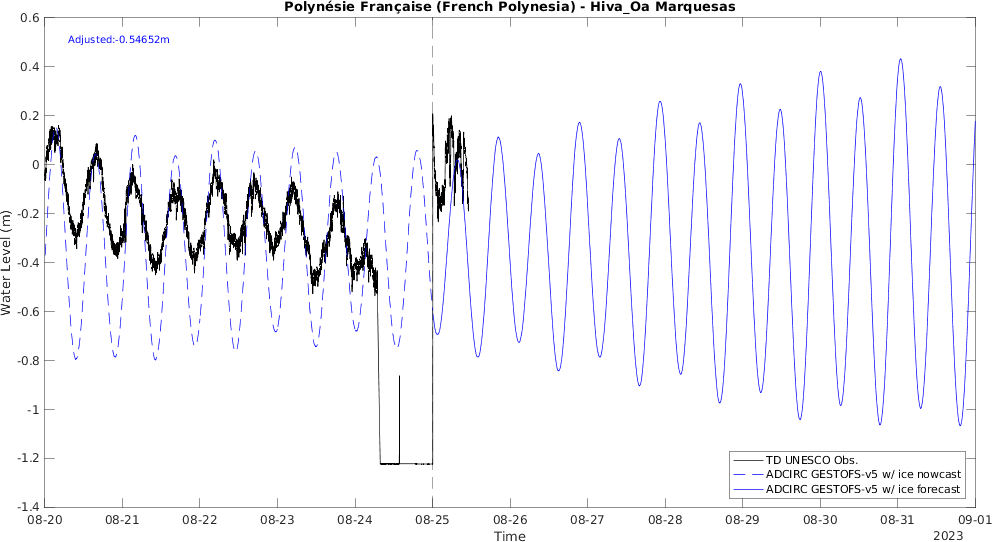 Polynésie Française (French Polynesia) - Hiva_Oa Marquesas
Adjusted:-0.54652m
0.6
0.4
0.2
0
-0.2
-0.4
-0.6
-0.8
-1
-1.2
-1.4
Water Level (m)
TD UNESCO Obs.
ADCIRC GESTOFS-v5 w/ ice nowcast
ADCIRC GESTOFS-v5 w/ ice forecast
08-20 08-21 08-22 08-23 08-24 08-25 08-26 08-27 08-28 08-29 08-30 08-31 09-01
Time
2023